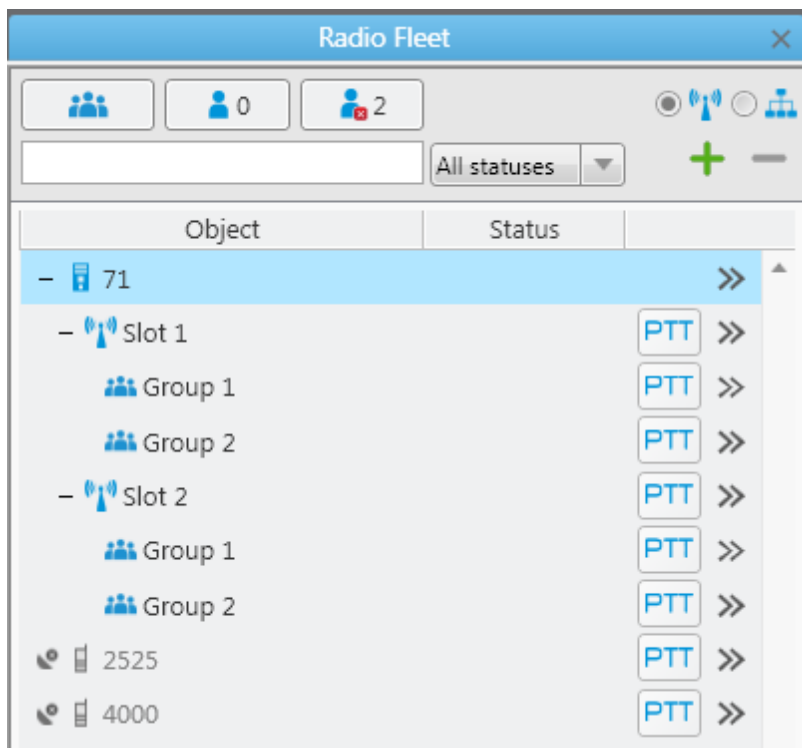 Radio Fleet
0 2
All statuses
Object Status
71
Slot 1 PTT
Group 1 PTT
Group 2 PTT
Slot 2 PTT
Group 1 PTT
Group 2 PTT
2525 PTT
4000 PTT